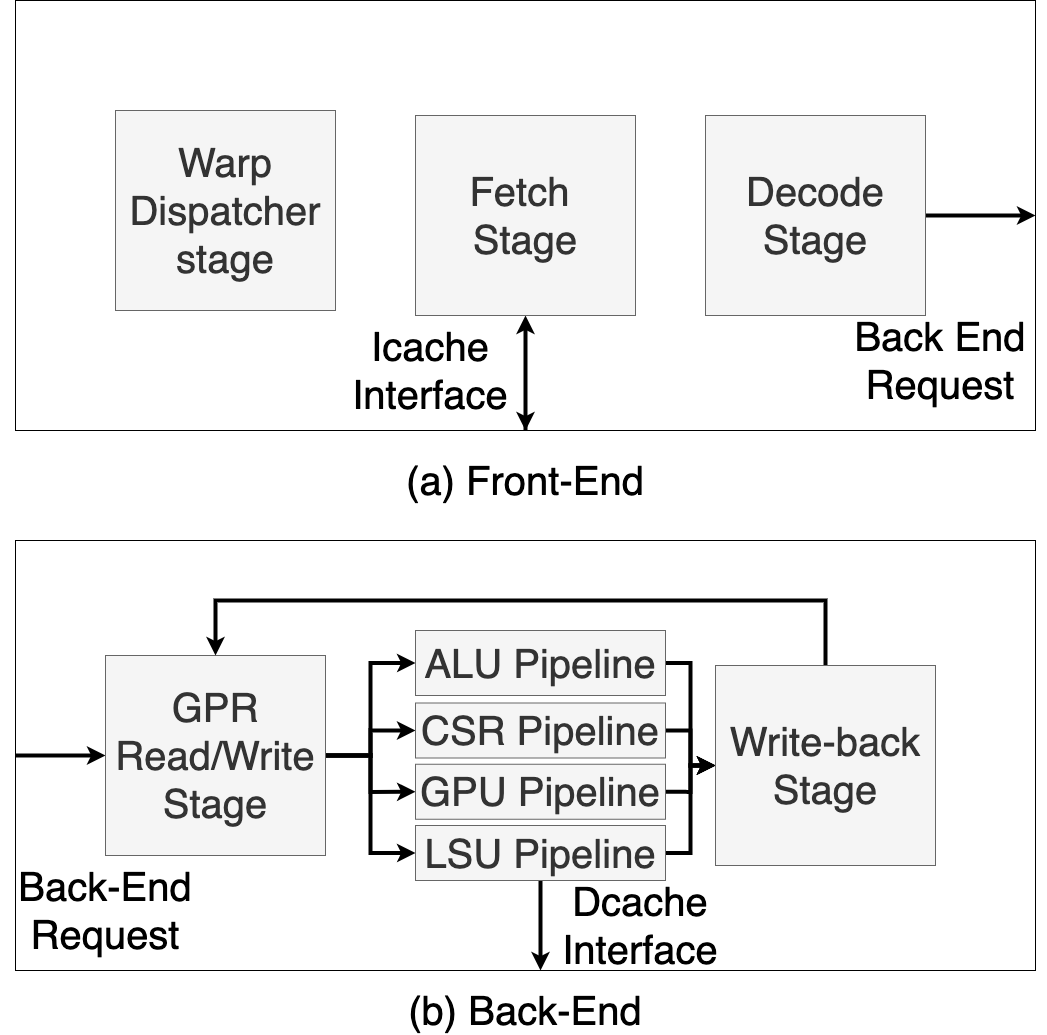 Warp
Dispatcher
stage
Fetch
Stage
Decode
Stage
Icache
Interface
Back End
Request
(a) Front-End
GPR
Read/Write
Stage
ALU Pipeline
CSR Pipeline
GPU Pipeline
LSU Pipeline
Write-back
Stage
Back-End
Request
Dcache
Interface
(b) Back-End